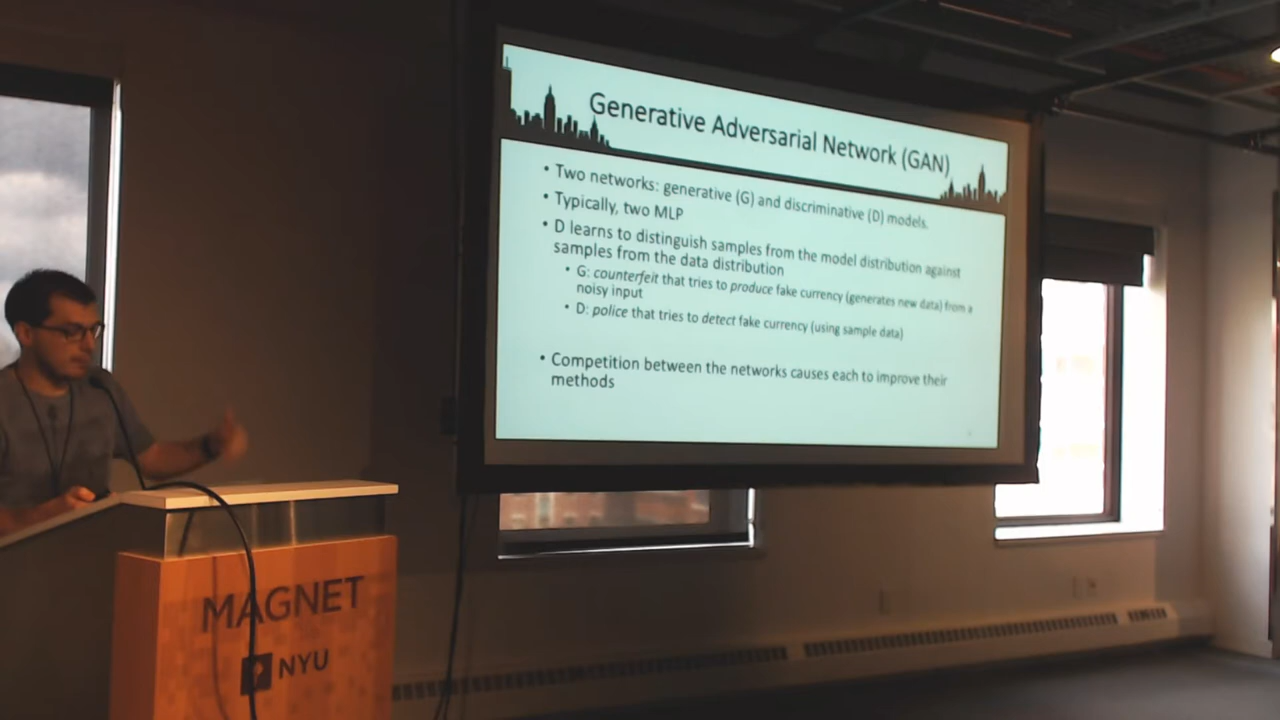 Generative Adversarial Network (GAN)
• Two networks: generative (G) and discriminative (D) models.
• Typically, two MLP
• D learns to distinguish samples from the model distribution against
samples from the data distribution
• G: counterfeit that tries to produce fake currency (generates new data) from a
noisy input
• D: police that tries to detect fake currency (using sample data)
• Competition between the networks causes each to improve their
methods
MAGNET
NYU